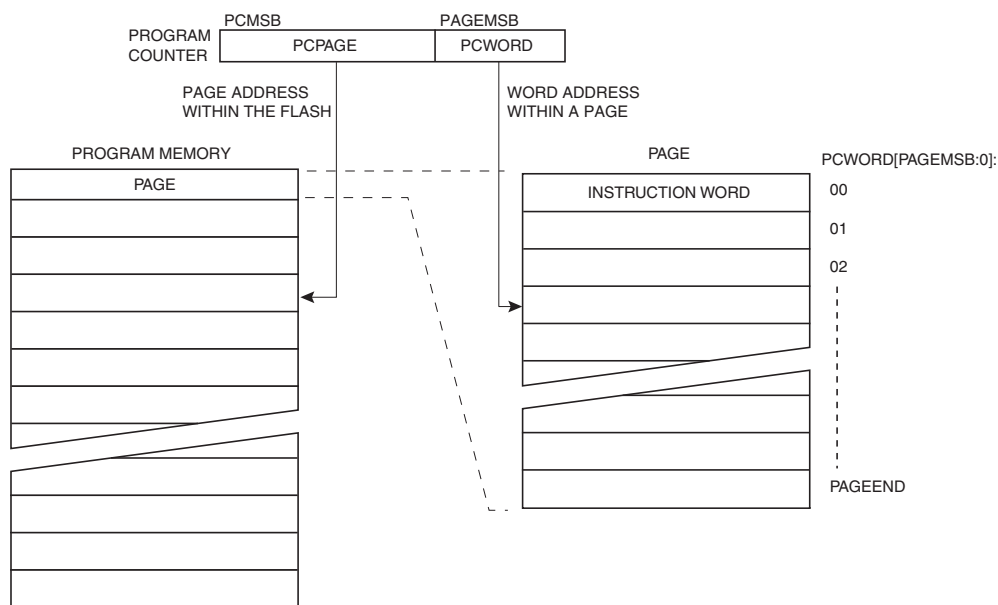 PCMSB PAGEMSB
PROGRAM
COUNTER
PCPAGE PCWORD
PAGE ADDRESS
WITHIN THE FLASH
WORD ADDRESS
WITHIN A PAGE
PROGRAM MEMORY
PAGE
PAGE
INSTRUCTION WORD
PCWORD[PAGEMSB:0]:
00
01
02
PAGEEND